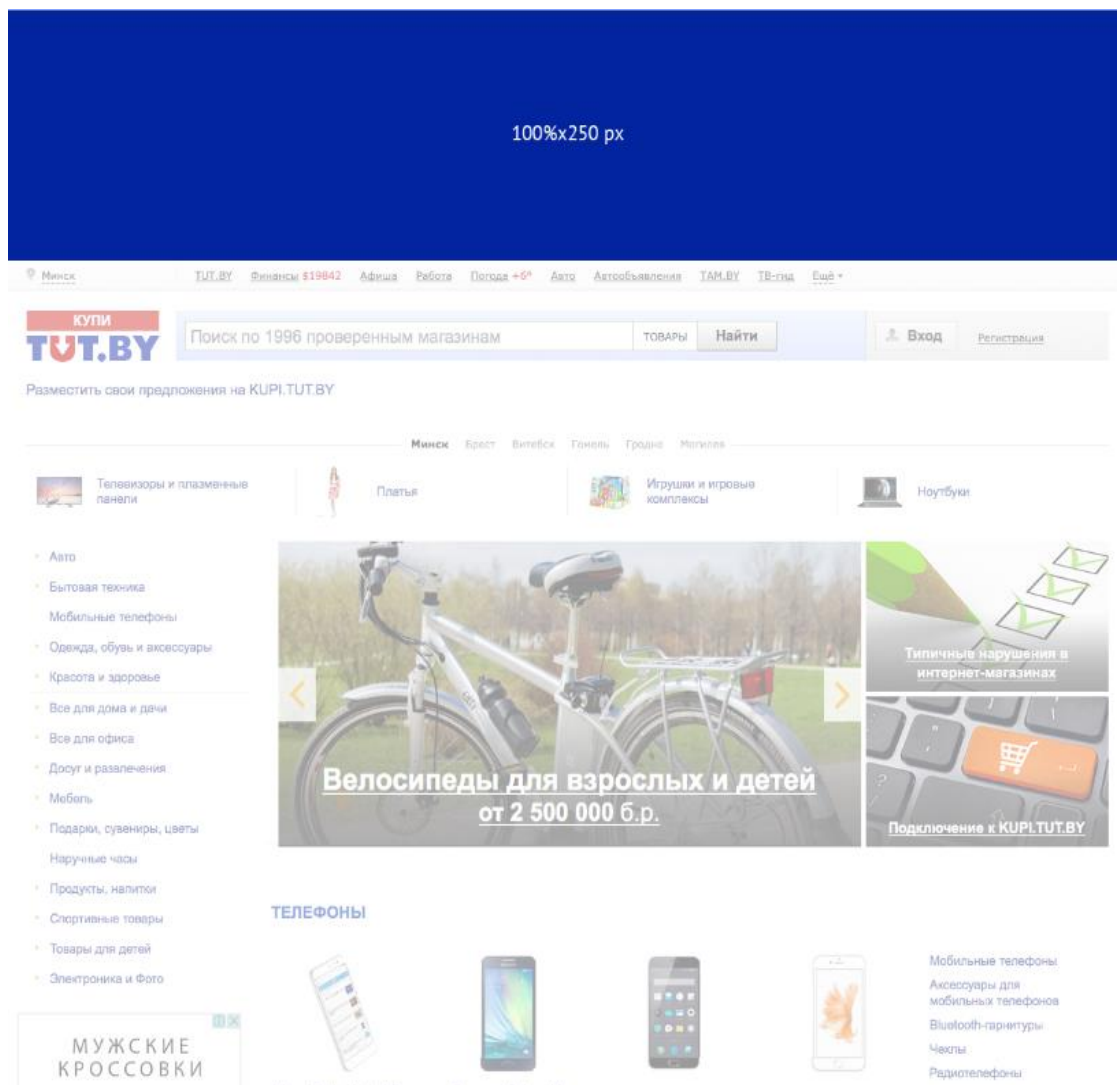 100%x250 px
Минск
TUT.BY Финансы $19842 Афиша Работа Погода +6° Авто Автообъявления TAM.BY ТВ-гид Ещё
КУПИ
TUT.BY
Поиск по 1996 проверенным магазинам
ТОВАРЫ
Найти
Вход
Регистрация
Разместить свои предложения на KUPI.TUT.BY
Минск Брест Витебск Гомель Гродно Могилев
Телевизоры и плазменные
панели
Платья
Игрушки и игровые
комплексы
Ноутбуки
Авто
Бытовая техника
Мобильные телефоны
Одежда, обувь и аксессуары
Красота и здоровье
Все для дома и дачи
Все для офиса
Досуг и развлечения
Мебель
Подарки, сувениры, цветы
Наручные часы
Продукты, напитки
Спортивные товары
Товары для детей
Электроника и Фото
Велосипеды для взрослых и детей
от 2 500 000 б.р.
Типичные нарушения в
интернет-магазинах
Подключение к KUPI.TUT.BY
ТЕЛЕФОНЫ
Мобильные телефоны
Аксессуары для
мобильных телефонов
Bluetooth-гарнитуры
Чехлы
Радиотелефоны
МУЖСКИЕ
КРОССОВКИ